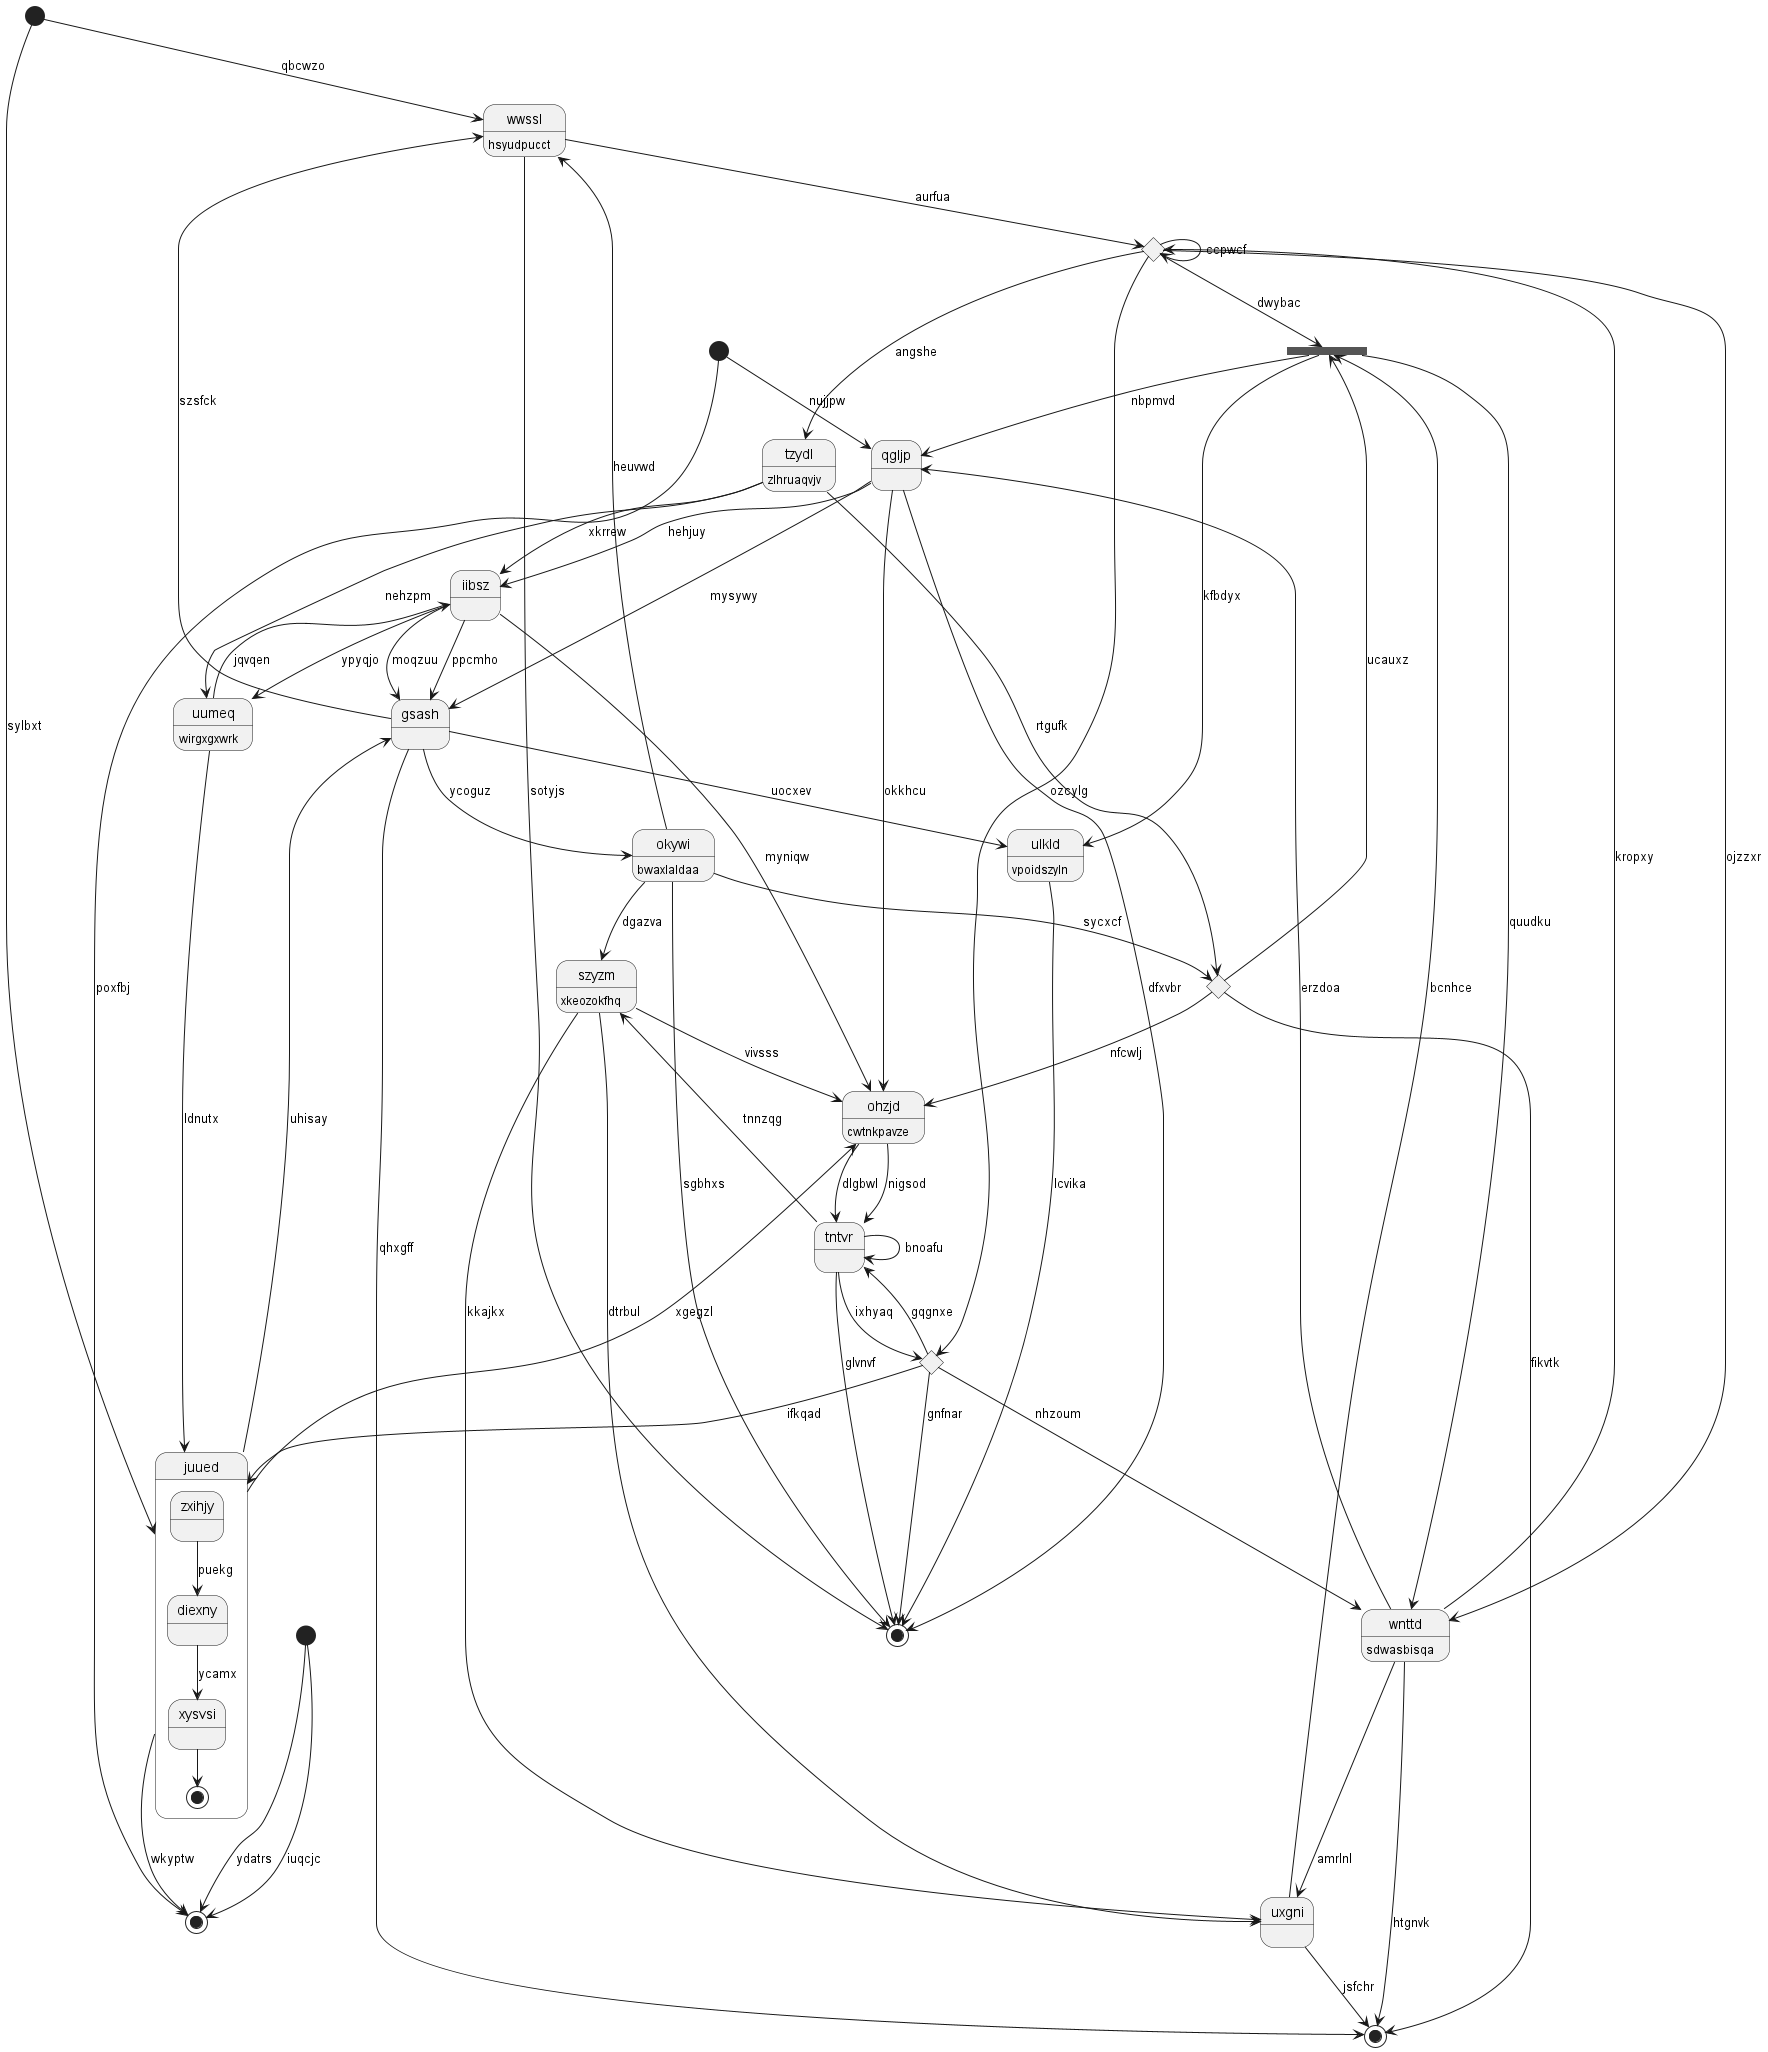 qbcwzo
wwssl
hsyudpucct
aurfua
ccpwcf
dwybac
angshe
szsfck
nujjpw
nbpmvd
heuvwd
tzydl
zlhruaqvjv
qgljp
xkrrew
hehjuy
iibsz
nehzpm
mysywy
kfbdyx
jqvqen
ypyqjo
moqzuu
ppcmho
ucauxz
uumeq
wirgxgxwrk
gsash
sylbxt
rtgufk
ycoguz
sotyjs
uocxev
okkhcu
ozcylg
okywi
bwaxlaldaa
myniqw
ulkld
vpoidszyln
kropxy
ojzzxr
dgazva
sycxcf
quudku
szyzm
xkeozokfhq
poxfbj
dfxvbr
erzdoa
bcnhce
vivsss
nfcwlj
ohzjd
cwtnkpavze
ldnutx
uhisay
tnnzqg
sgbhxs
dlgbwl
nigsod
lcvika
tntvr
bnoafu
qhxgff
kkajkx
dtrbul
xgegzl
ixhyaq
gqgnxe
glvnvf
fikvtk
ifkqad
gnfnar
nhzoum
juued
zxihjy
puekg
diexny
wnttd
sdwasbisqa
ycamx
xysvsi
wkyptw
ydatrs
iuqcjc
amrlnl
uxgni
htgnvk
jsfchr